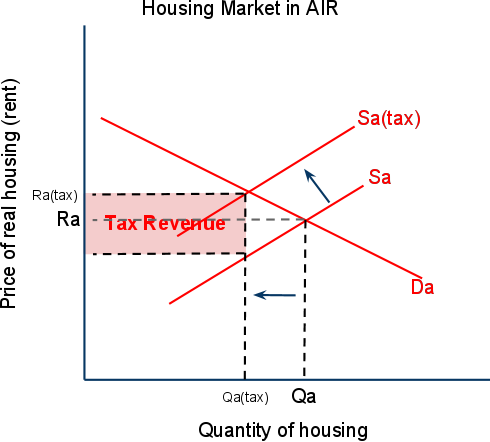 Housing Market in AIR
Price of real housing (rent)
Sa(tax)
Sa
Ra(tax)
Ra
Tax Revenue
Da
Qa(tax)
Qa
Quantity of housing